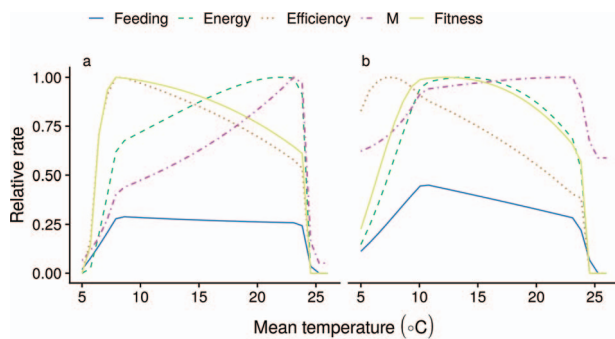 Feeding Energy Efficiency M Fitness
a b
1.00
0.75
0.50
0.25
0.00
Relative rate
5 10 15 20 25 5 10 15 20 25
Mean temperature (∘C)